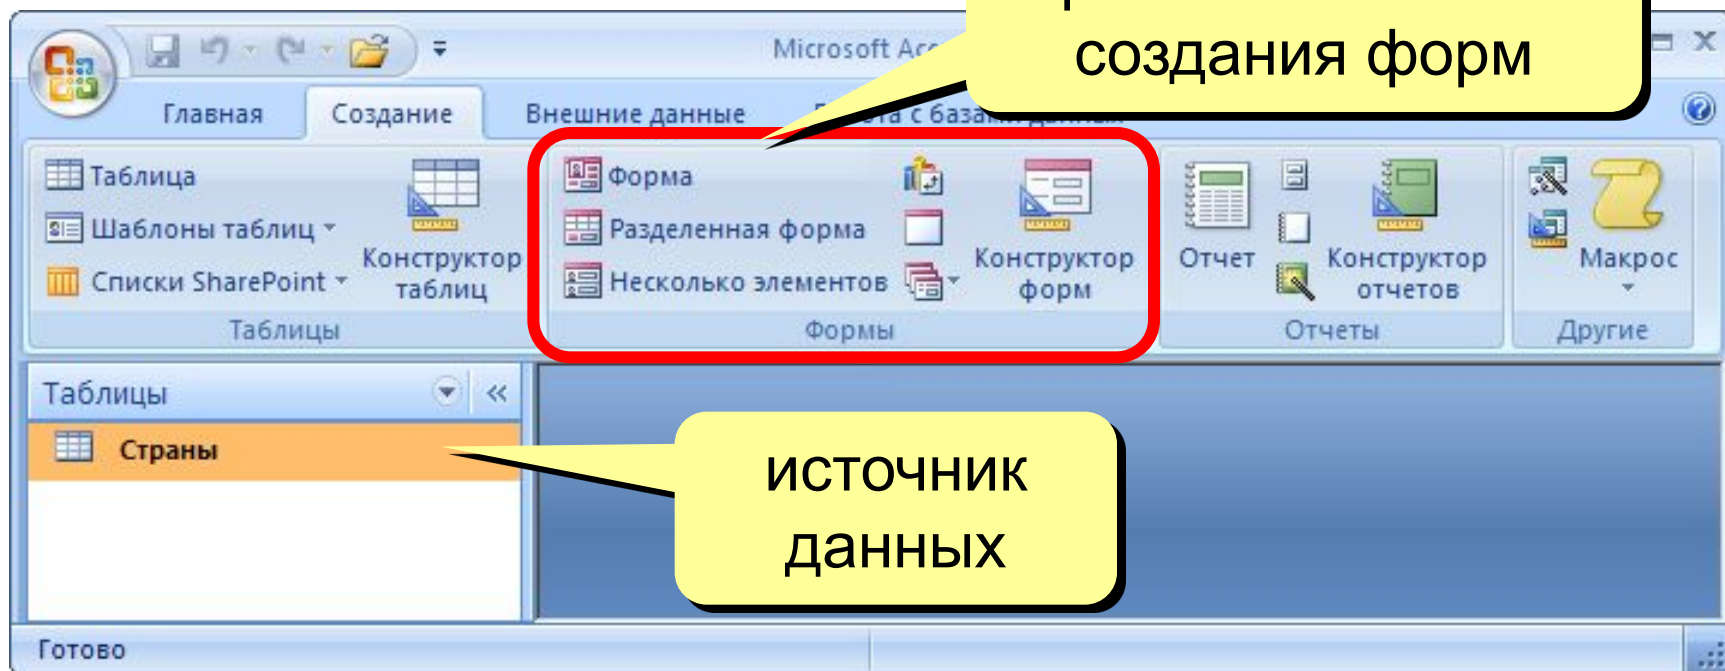 создания форм
Microsoft
Главная
Создание
Внешние данные
Таблица
Шаблоны таблиц
Списки SharePoint
Конструктор
таблиц
Таблицы
Форма
Разделенная форма
Несколько элементов
Конструктор
форм
Формы
Отчет
Конструктор
отчетов
Отчеты
Макрос
Другие
Таблицы
Страны
источник
данных
Готово